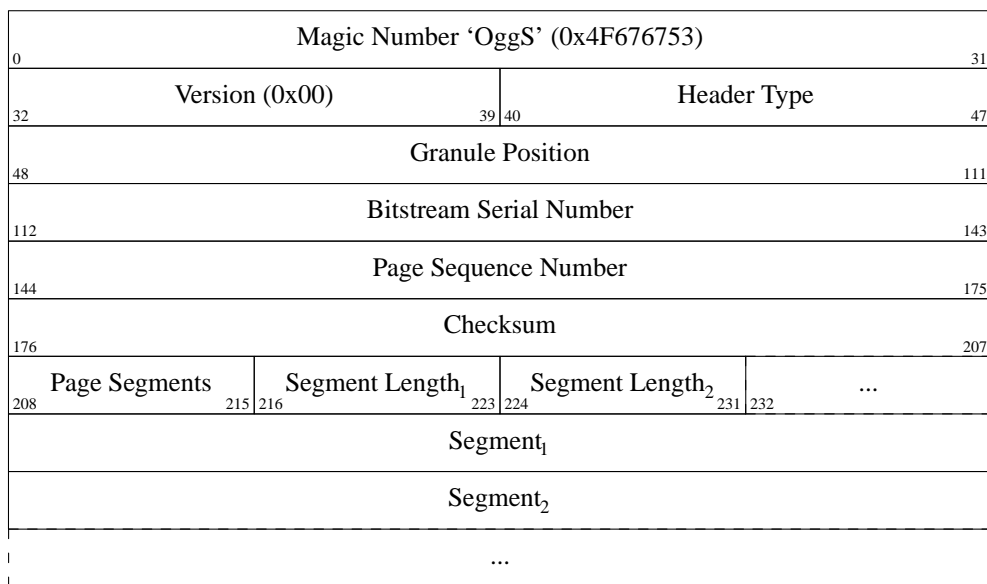 Magic Number ‘OggS’ (0x4F676753)
0 31
Version (0x00) Header Type
32 39 40 47
Granule Position
48 111
Bitstream Serial Number
112 143
Page Sequence Number
144 175
Checksum
176 207
Page Segments Segment Length1 Segment Length2 ...
208 215 216 223 224 231 232
Segment1
Segment2
...